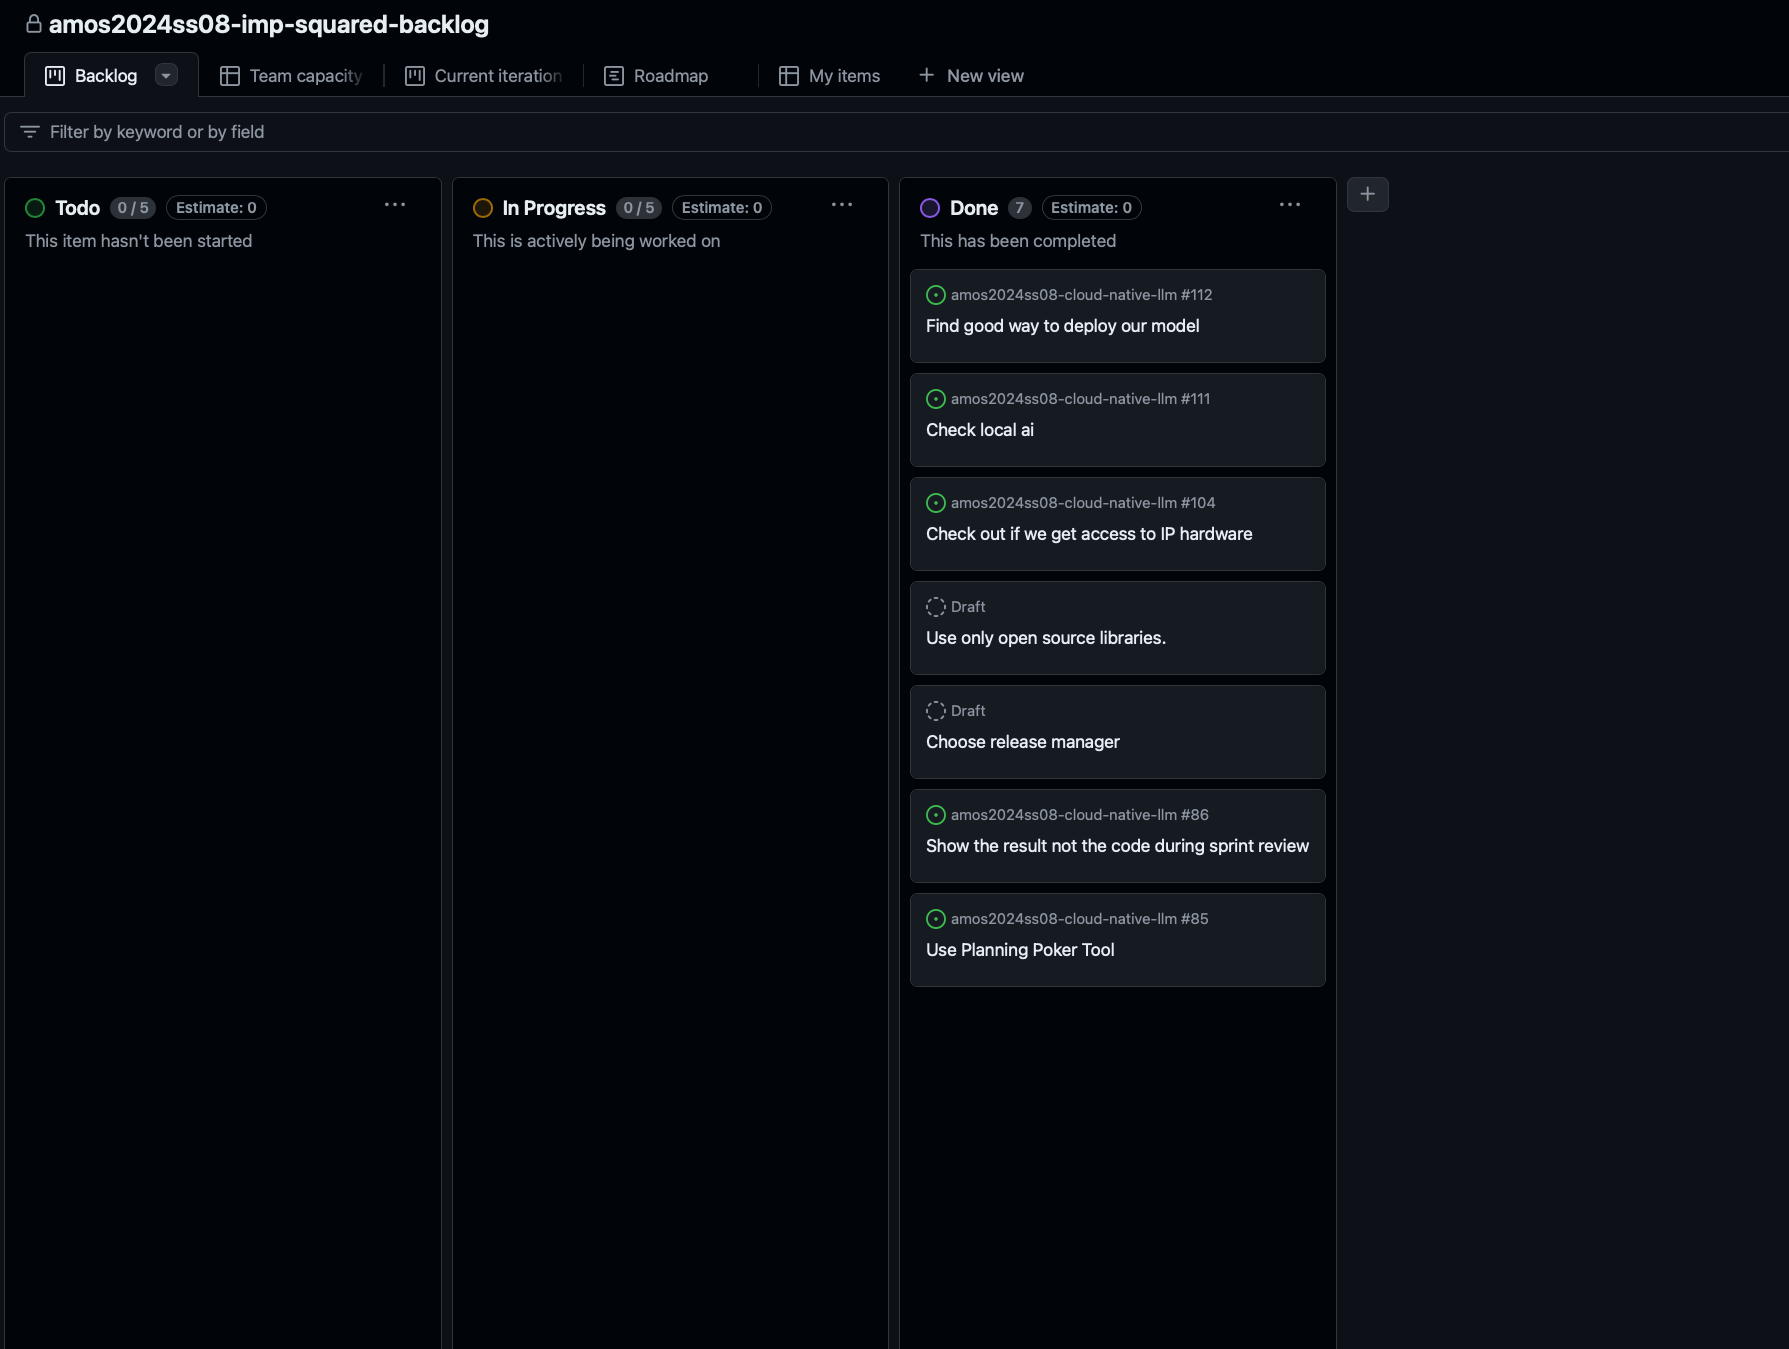 amos2024ss08-imp-squared-backlog
Backlog
Team capacity
Current iteration
Roadmap
My items
New view
Filter by keyword or by field
Todo 0 / 5 Estimate: 0
This item hasn't been started
In Progress 0 / 5 Estimate: 0
This is actively being worked on
Done 7 Estimate: 0
This has been completed
amos2024ss08-cloud-native-llm #112
Find good way to deploy our model
amos2024ss08-cloud-native-llm #111
Check local ai
amos2024ss08-cloud-native-llm #104
Check out if we get access to IP hardware
Draft
Use only open source libraries.
Draft
Choose release manager
amos2024ss08-cloud-native-llm #86
Show the result not the code during sprint review
amos2024ss08-cloud-native-llm #85
Use Planning Poker Tool